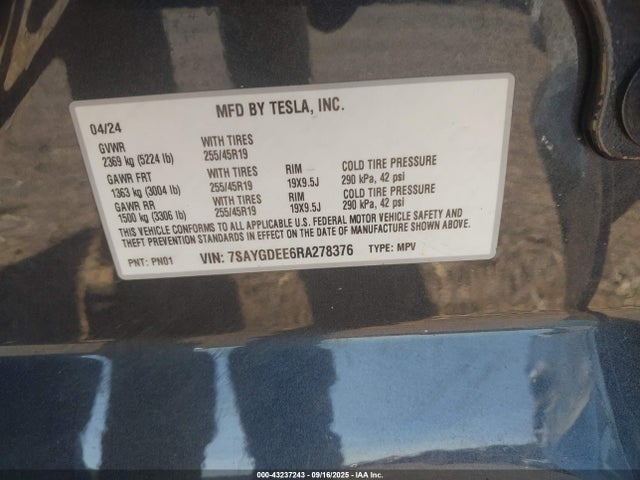 MFD BY TESLA, INC.
04/24
GVWR WITH TIRES
2369 kg (5224 lb) 255/45R19
GAWR FRT WITH TIRES RIM COLD TIRE PRESSURE
1363 kg (3004 lb) 255/45R19 19X9.5J 290 kPa, 42 psi
GAWR RR WITH TIRES RIM COLD TIRE PRESSURE
1500 kg (3306 lb) 255/45R19 19X9.5J 290 kPa, 42 psi
THIS VEHICLE CONFORMS TO ALL APPLICABLE U.S. FEDERAL MOTOR VEHICLE SAFETY AND
THEFT PREVENTION STANDARDS IN EFFECT ON THE DATE OF MANUFACTURE SHOWN ABOVE.
PNT: PN01 VIN: 7SAYGDEE6RA278376 TYPE: MPV
000-43237243 - 09/16/2025 - IAA Inc.